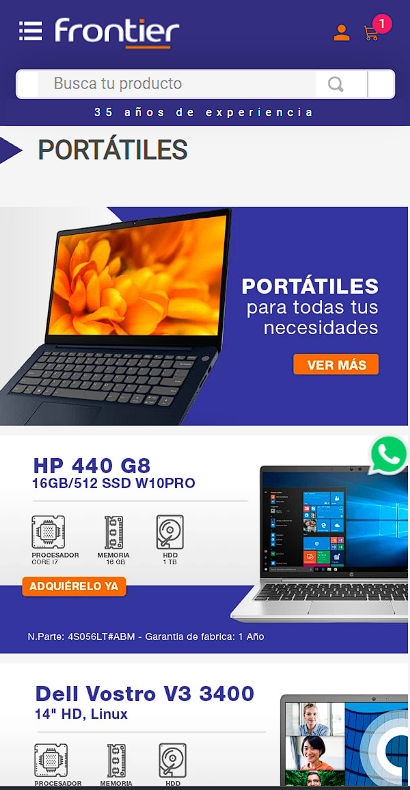 frontier
1
Busca tu producto
35 años de experiencia
PORTÁTILES
PORTÁTILES
para todas tus
necesidades
VER MÁS
HP 440 G8
16GB/512 SSD W10PRO
PROCESADOR
CORE I7
MEMORIA
16 GB
HDD
1 TB
ADQUIÉRELO YA
N.Parte: 4S056LT#ABM - Garantia de fabrica: 1 Año
Dell Vostro V3 3400
14" HD, Linux
PROCESADOR
MEMORIA
HDD